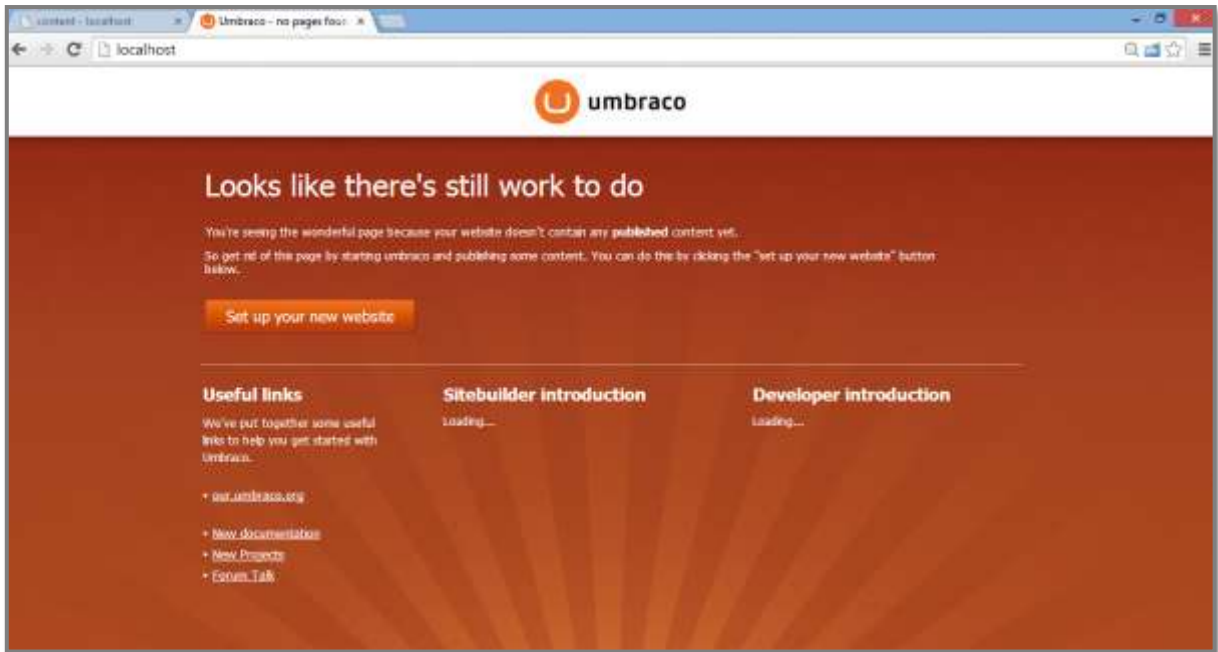 content - localhost
Umbraco - no pages foun
localhost
umbraco
Looks like there's still work to do
You're seeing the wonderful page because your website doesn't contain any published content yet.
So get rid of this page by starting umbraco and publishing some content. You can do this by clicking the "set up your new website" button
below.
Set up your new website
Useful links
We've put together some useful
links to help you get started with
Umbraco.
• our.umbraco.org
• New documentation
• New Projects
• Forum Talk
Sitebuilder introduction
Loading...
Developer introduction
Loading...